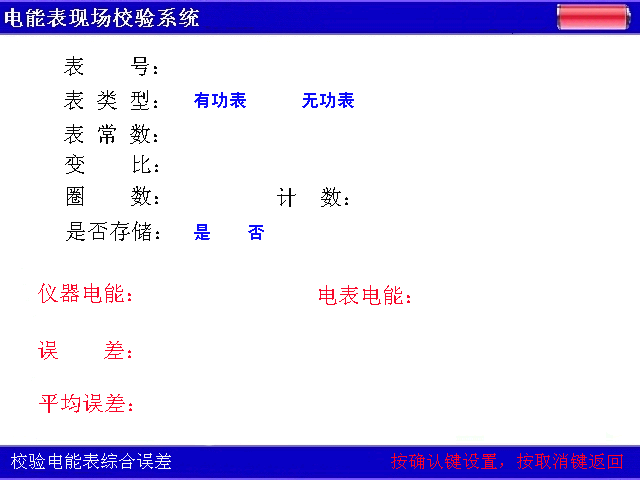 电能表现场校验系统
表 号：
表 类 型： 有功表 无功表
表 常 数：
变 比：
圈 数： 计 数：
是否存储： 是 否
仪器电能： 电表电能：
误 差：
平均误差：
校验电能表综合误差 按确认键设置，按取消键返回